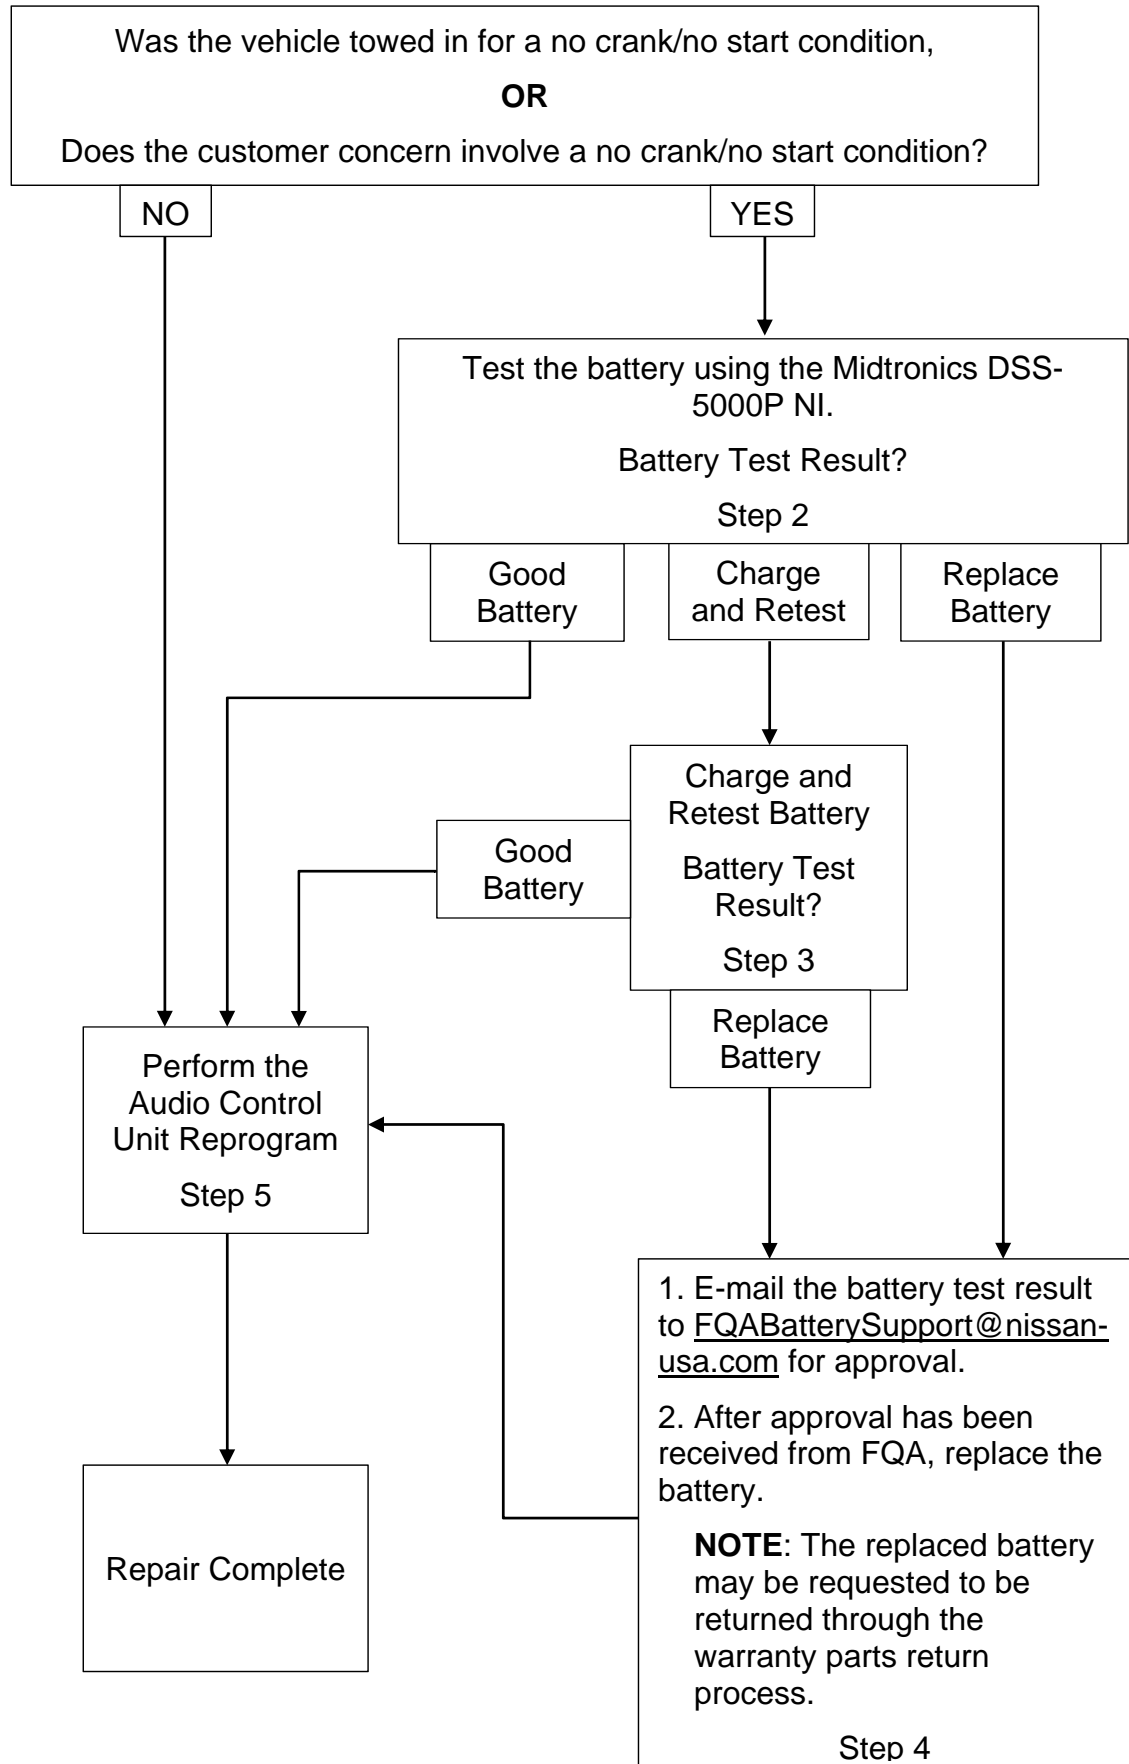 Was the vehicle towed in for a no crank/no start condition,
OR
Does the customer concern involve a no crank/no start condition?
NO
YES
Test the battery using the Midtronics DSS-
5000P NI.
Battery Test Result?
Step 2
Good
Battery
Charge
and Retest
Replace
Battery
Charge and
Retest Battery
Battery Test
Result?
Step 3
Good
Battery
Replace
Battery
Perform the
Audio Control
Unit Reprogram
Step 5
1. E-mail the battery test result
to FQABatterySupport@nissan-
usa.com for approval.
2. After approval has been
received from FQA, replace the
battery.
NOTE: The replaced battery
may be requested to be
returned through the
warranty parts return
process.
Step 4
Repair Complete